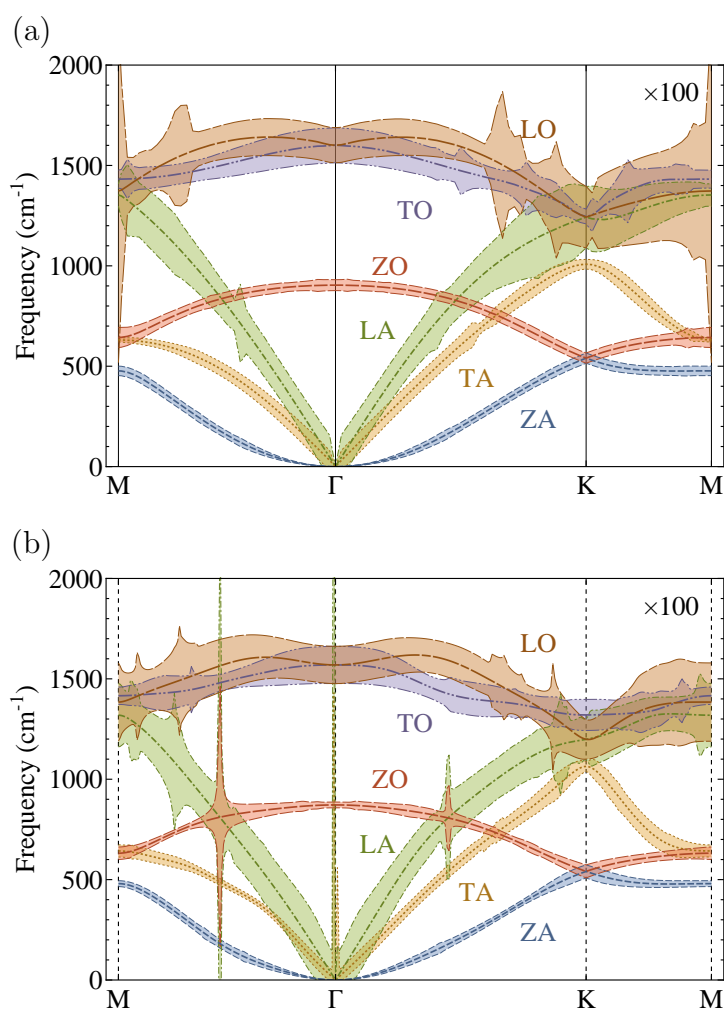 (a)
2000
×100
LO
1500
TO
ZO
1000
LA
TA
500
ZA
0
Frequency (cm-1)
M Γ K M
(b)
2000
×100
LO
1500
TO
ZO
1000
LA
TA
500
ZA
0
Frequency (cm-1)
M Γ K M